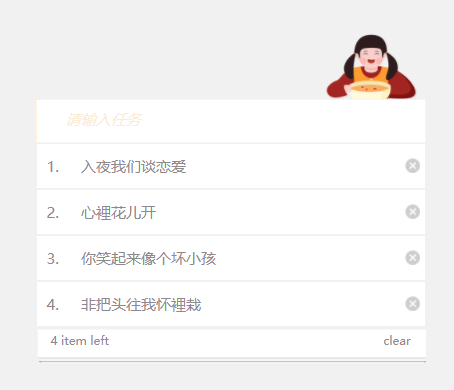 请输入任务
1. 入夜我们谈恋爱
2. 心裡花儿开
3. 你笑起来像个坏小孩
4. 非把头往我怀裡栽
4 item left clear